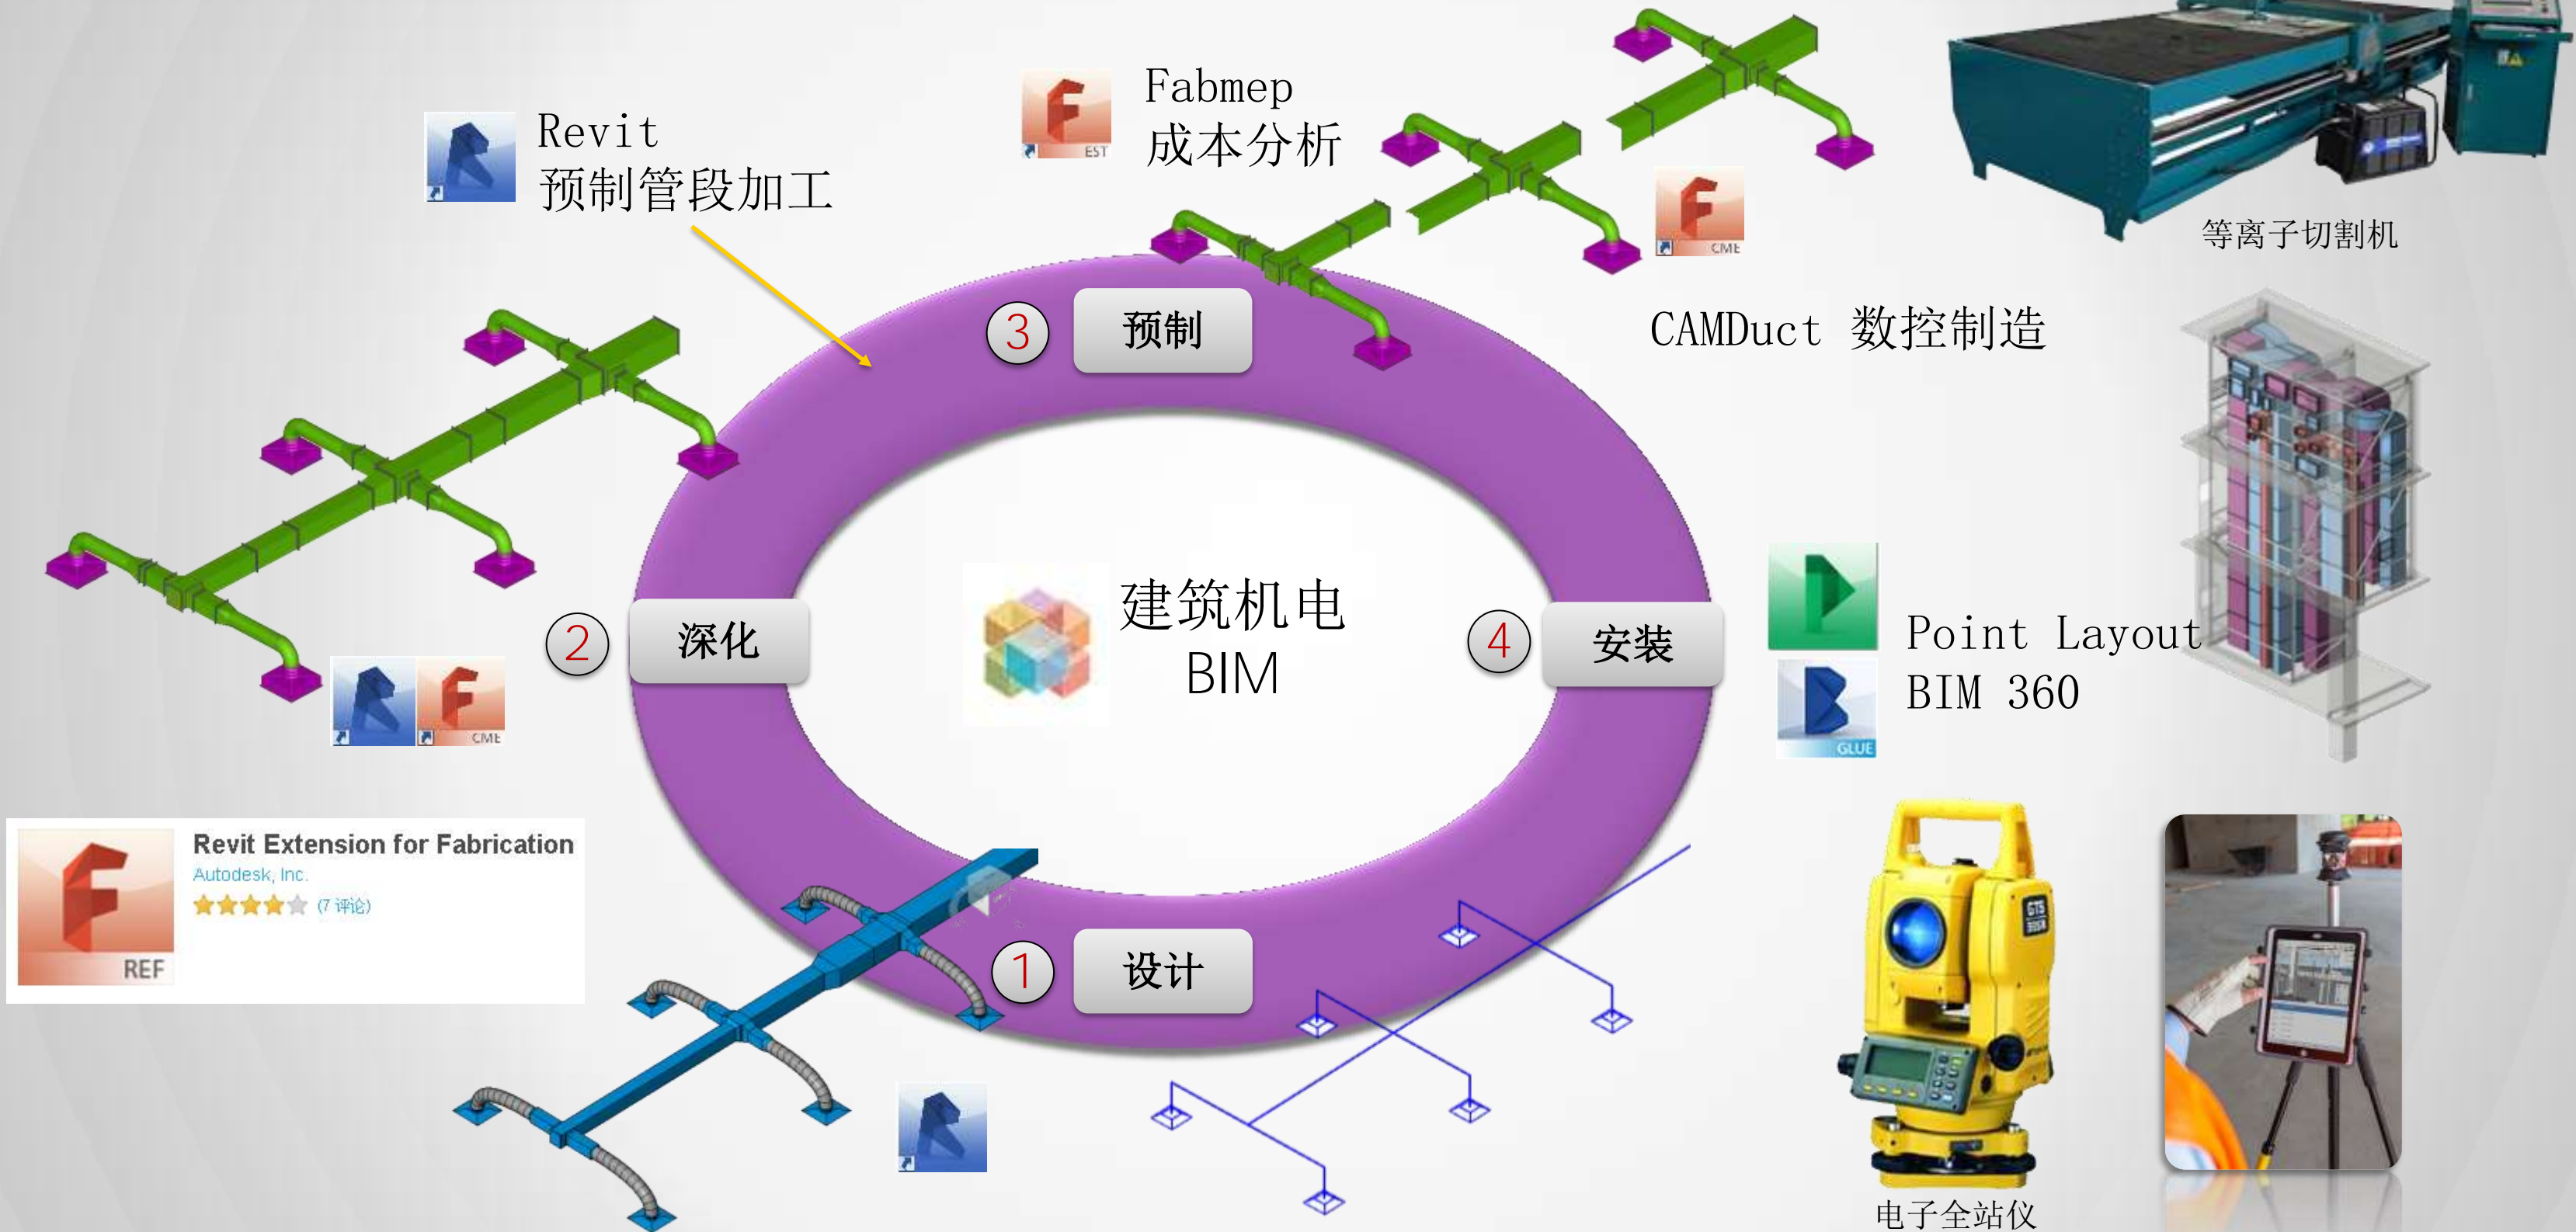 Revit
预制管段加工
Fabmep
成本分析
EST
CME
等离子切割机
CAMDuct 数控制造
3
预制
2
深化
CME
建筑机电
BIM
4
安装
Point Layout
BIM 360
GLUE
Revit Extension for Fabrication
Autodesk, Inc.
(7 评论)
REF
1
设计
GTS
电子全站仪